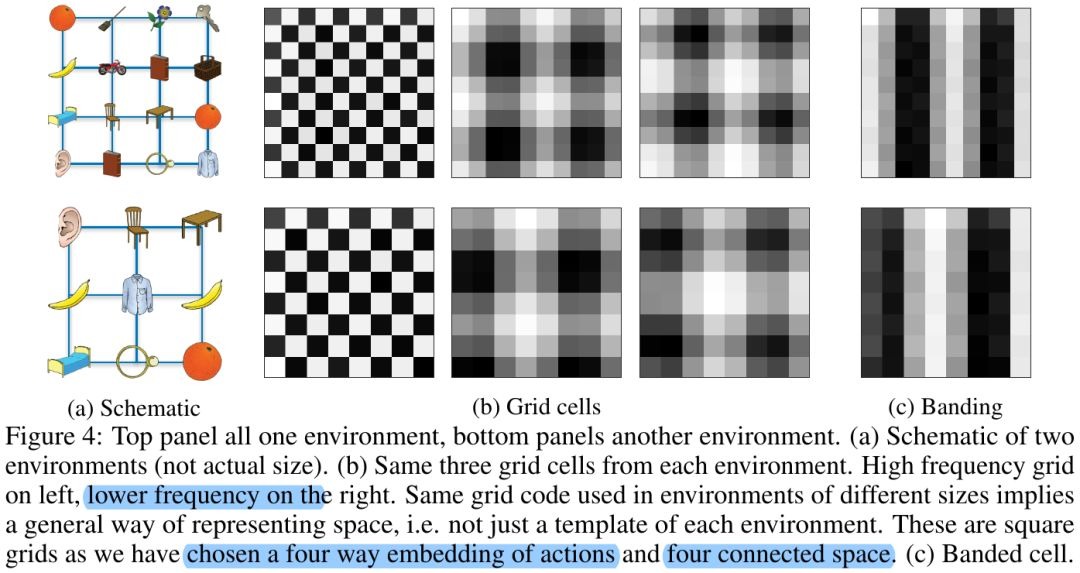 (a) Schematic
(b) Grid cells
(c) Banding
Figure 4: Top panel all one environment, bottom panels another environment. (a) Schematic of two
environments (not actual size). (b) Same three grid cells from each environment. High frequency grid
on left, lower frequency on the right. Same grid code used in environments of different sizes implies
a general way of representing space, i.e. not just a template of each environment. These are square
grids as we have chosen a four way embedding of actions and four connected space. (c) Banded cell.